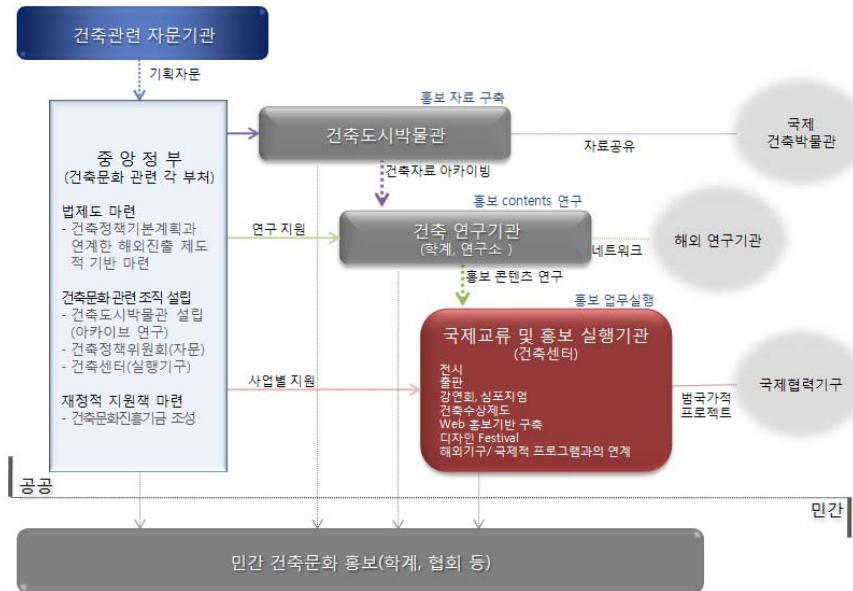 건축관련 자문기관
기획자문
중앙정부
(건축문화 관련 각 부처)
법제도 마련
- 건축정책기본계획과
연계한 해외진출 제도
적 기반 마련
건축문화 관련 조직 설립
- 건축도시박물관 설립
(아카이브 연구)
- 건축정책위원회(자문)
- 건축센터(실행기구)
재정적 지원책 마련
- 건축문화진흥기금 조성
홍보 자료 구축
건축도시박물관
자료공유
국제
건축박물관
건축자료 아카이빙
홍보 contents 연구
연구 지원
건축 연구기관
(학계, 연구소 )
네트워크
해외 연구기관
홍보 콘텐츠 연구
홍보 업무실행
사업별 지원
국제교류 및 홍보 실행기관
(건축센터)
전시
출판
강연회, 심포지엄
건축수상제도
Web 홍보기반 구축
디자인 Festival
해외기구/ 국제적 프로그램과의 연계
범국가적
프로젝트
국제협력기구
공공
민간
민간 건축문화 홍보(학계, 협회 등)